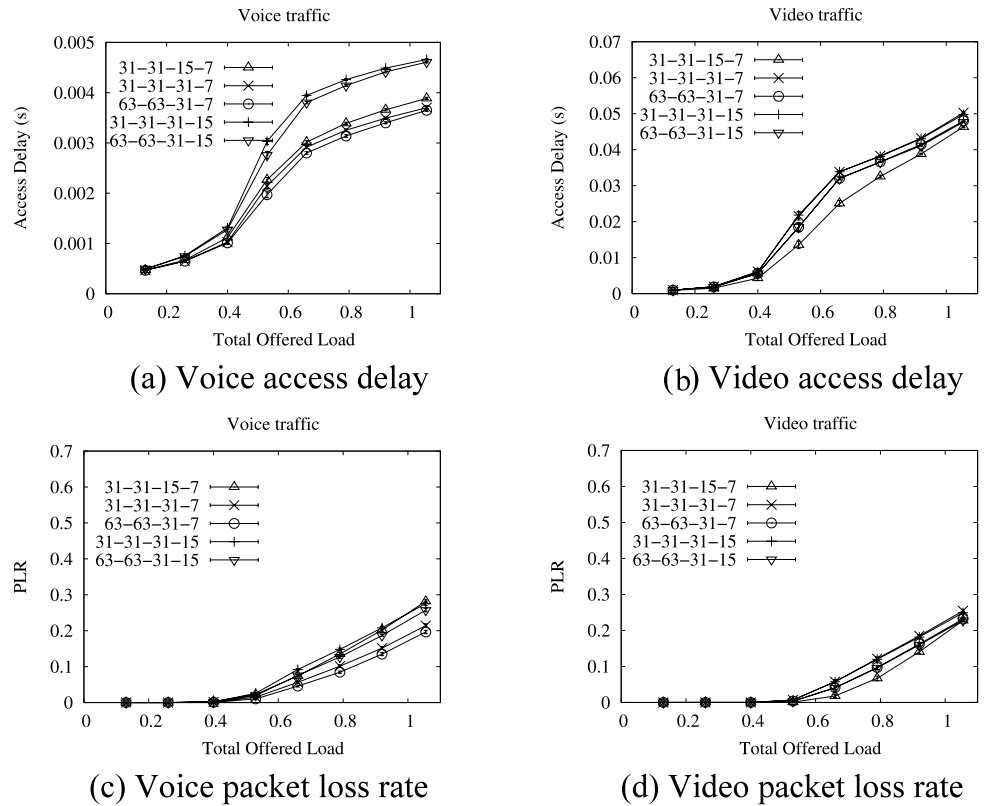 Voice traffic
0.005
0.004
0.003
0.002
0.001
0
Access Delay (s)
31−31−15−7
31−31−31−7
63−63−31−7
31−31−31−15
63−63−31−15
0 0.2 0.4 0.6 0.8 1
Total Offered Load
(a) Voice access delay
Video traffic
0.07
0.06
0.05
0.04
0.03
0.02
0.01
0
Access Delay (s)
31−31−15−7
31−31−31−7
63−63−31−7
31−31−31−15
63−63−31−15
0 0.2 0.4 0.6 0.8 1
Total Offered Load
(b) Video access delay
Voice traffic
0.7
0.6
0.5
0.4
0.3
0.2
0.1
0
PLR
31−31−15−7
31−31−31−7
63−63−31−7
31−31−31−15
63−63−31−15
0 0.2 0.4 0.6 0.8 1
Total Offered Load
(c) Voice packet loss rate
Video traffic
0.7
0.6
0.5
0.4
0.3
0.2
0.1
0
PLR
31−31−15−7
31−31−31−7
63−63−31−7
31−31−31−15
63−63−31−15
0 0.2 0.4 0.6 0.8 1
Total Offered Load
(d) Video packet loss rate